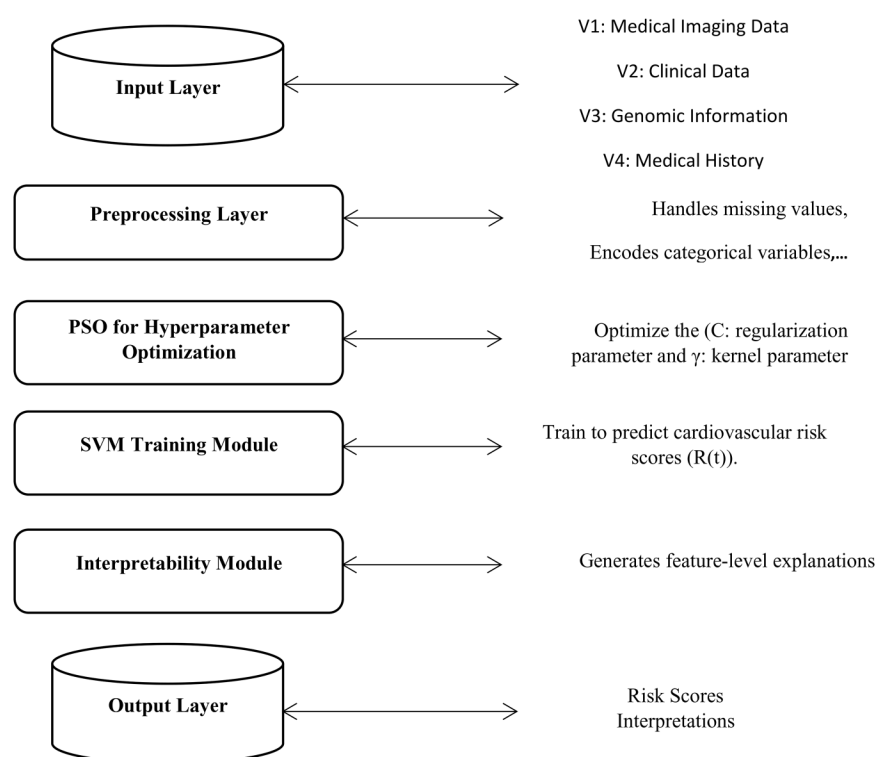 Input Layer
V1: Medical Imaging Data
V2: Clinical Data
V3: Genomic Information
V4: Medical History
Preprocessing Layer
Handles missing values,
Encodes categorical variables,...
PSO for Hyperparameter
Optimization
Optimize the (C: regularization
parameter and γ: kernel parameter
SVM Training Module
Train to predict cardiovascular risk
scores (R(t)).
Interpretability Module
Generates feature-level explanations
Output Layer
Risk Scores
Interpretations